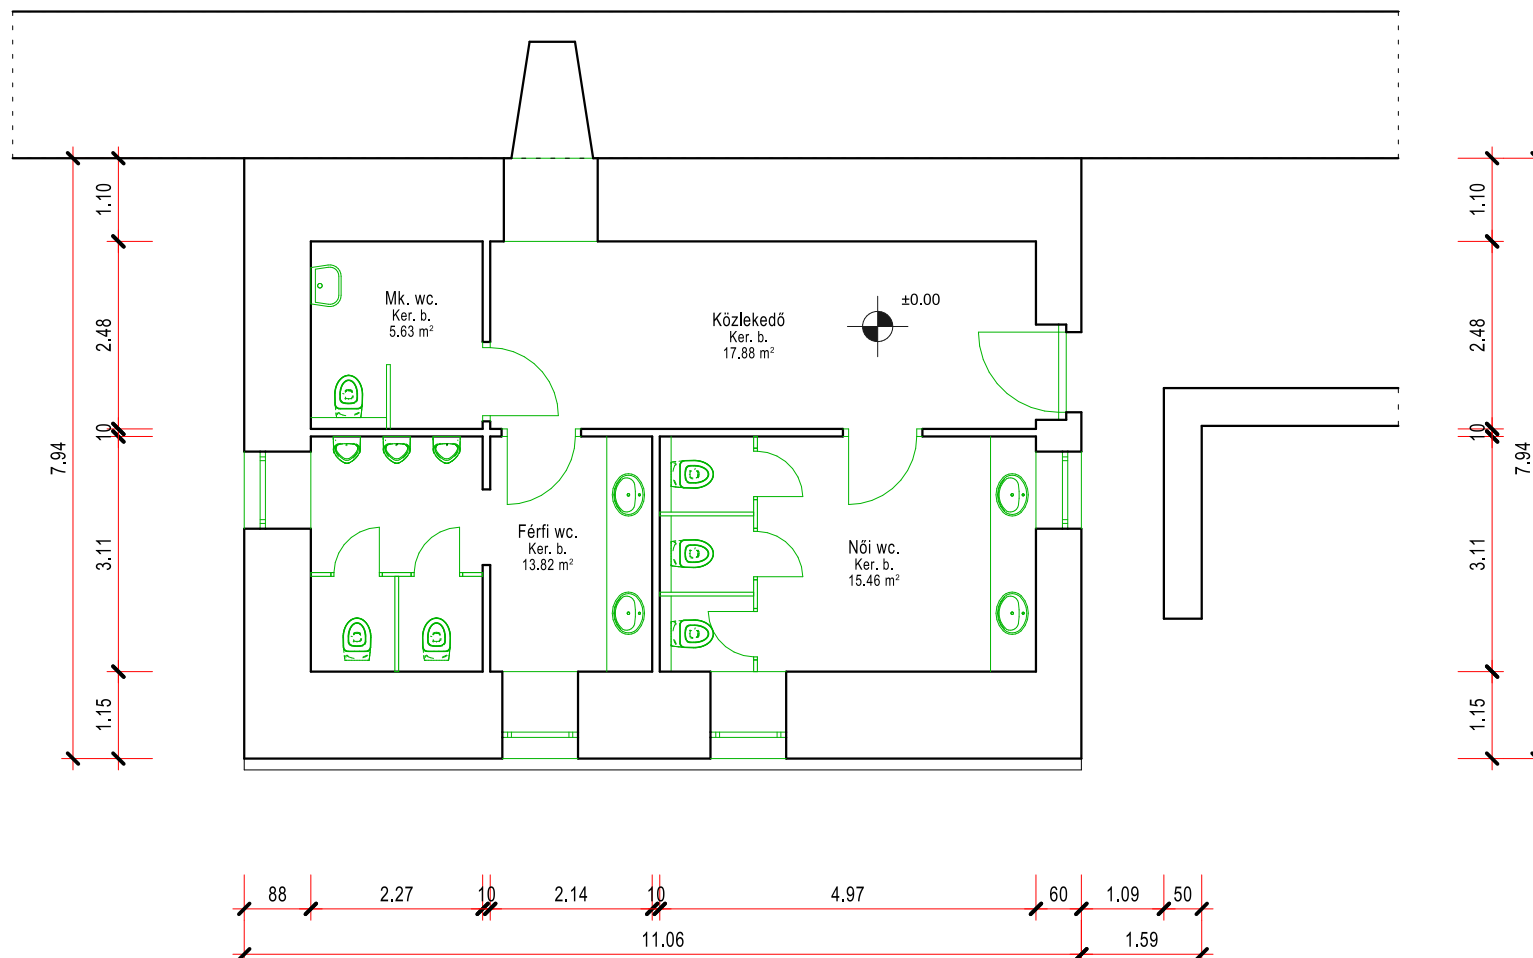 ±0.00
Mk. wc.
Ker. b.
5.63 m²
Közlekedő
Ker. b.
17.88 m²
Férfi wc.
Ker. b.
13.82 m²
Női wc.
Ker. b.
15.46 m²
1.10
2.48
10
3.11
1.15
7.94
1.10
2.48
10
3.11
1.15
7.94
88
2.27
10
2.14
10
4.97
60
1.09
50
11.06
1.59